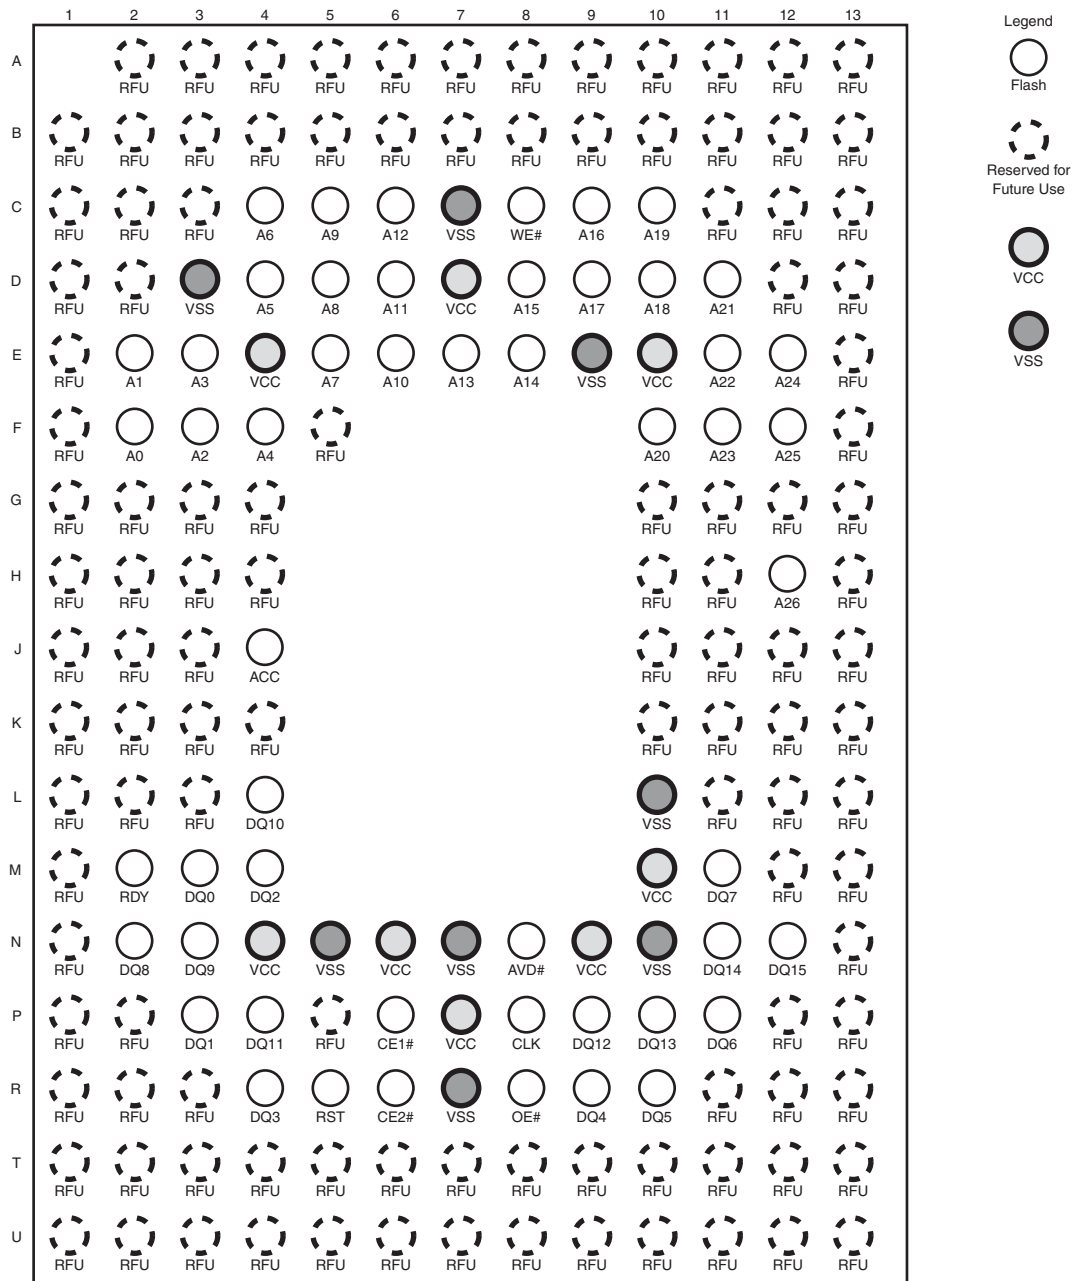 1 2 3 4 5 6 7 8 9 10 11 12 13
A
RFU RFU RFU RFU RFU RFU RFU RFU RFU RFU RFU RFU
B
RFU RFU RFU RFU RFU RFU RFU RFU RFU RFU RFU RFU RFU
C
RFU RFU RFU A6 A9 A12 VSS WE# A16 A19 RFU RFU RFU
D
RFU RFU VSS A5 A8 A11 VCC A15 A17 A18 A21 RFU RFU
E
RFU A1 A3 VCC A7 A10 A13 A14 VSS VCC A22 A24 RFU
F
RFU A0 A2 A4 RFU A20 A23 A25 RFU
G
RFU RFU RFU RFU RFU RFU RFU RFU
H
RFU RFU RFU RFU RFU RFU A26 RFU
J
RFU RFU RFU ACC RFU RFU RFU RFU
K
RFU RFU RFU RFU RFU RFU RFU RFU
L
RFU RFU RFU DQ10 VSS RFU RFU RFU
M
RFU RDY DQ0 DQ2 VCC DQ7 RFU RFU
N
RFU DQ8 DQ9 VCC VSS VCC VSS AVD# VCC VSS DQ14 DQ15 RFU
P
RFU RFU DQ1 DQ11 RFU CE1# VCC CLK DQ12 DQ13 DQ6 RFU RFU
R
RFU RFU RFU DQ3 RST CE2# VSS OE# DQ4 DQ5 RFU RFU RFU
T
RFU RFU RFU RFU RFU RFU RFU RFU RFU RFU RFU RFU RFU
U
RFU RFU RFU RFU RFU RFU RFU RFU RFU RFU RFU RFU RFU
Legend
Flash
Reserved for
Future Use
VCC
VSS